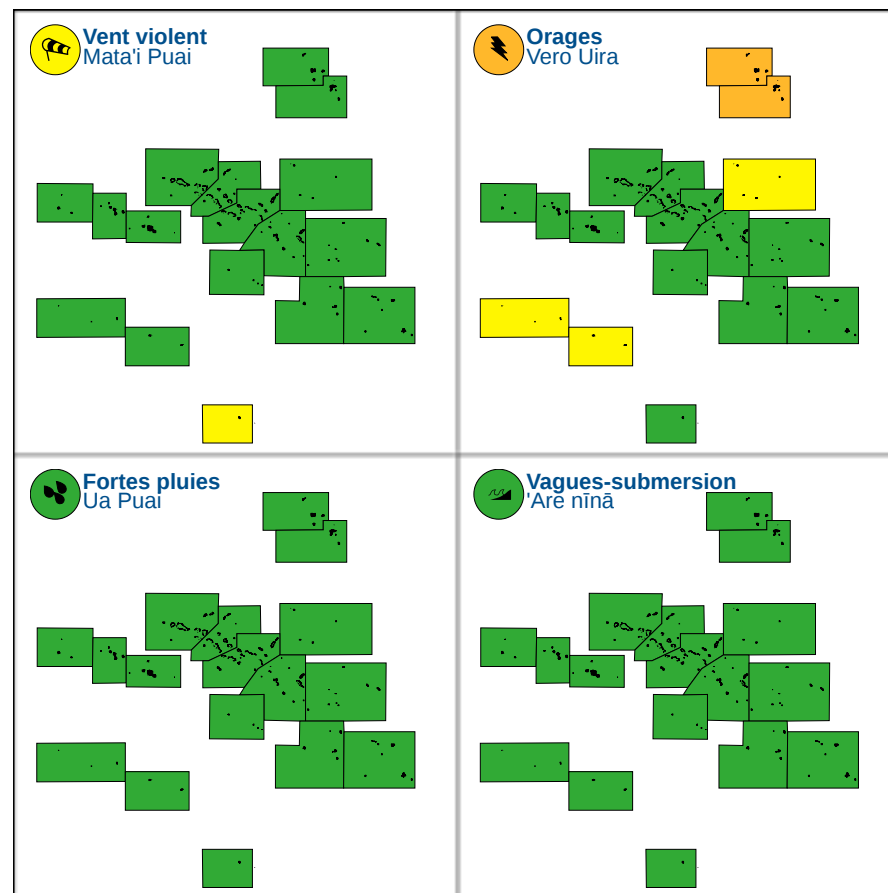 Vent violent
Mata'i Puai
Orages
Vero Uira
Fortes pluies
Ua Puai
Vagues-submersion
'Are nīnā